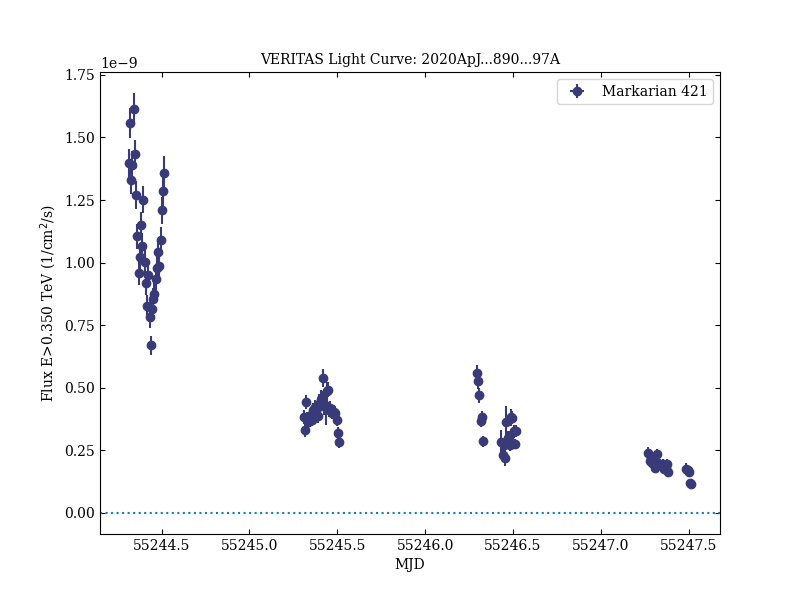 VERITAS Light Curve: 2020ApJ...890...97A
1e−9
Markarian 421
1.75
1.50
1.25
1.00
0.75
0.50
0.25
0.00
Flux E>0.350 TeV (1/cm²/s)
55244.5 55245.0 55245.5 55246.0 55246.5 55247.0 55247.5
MJD